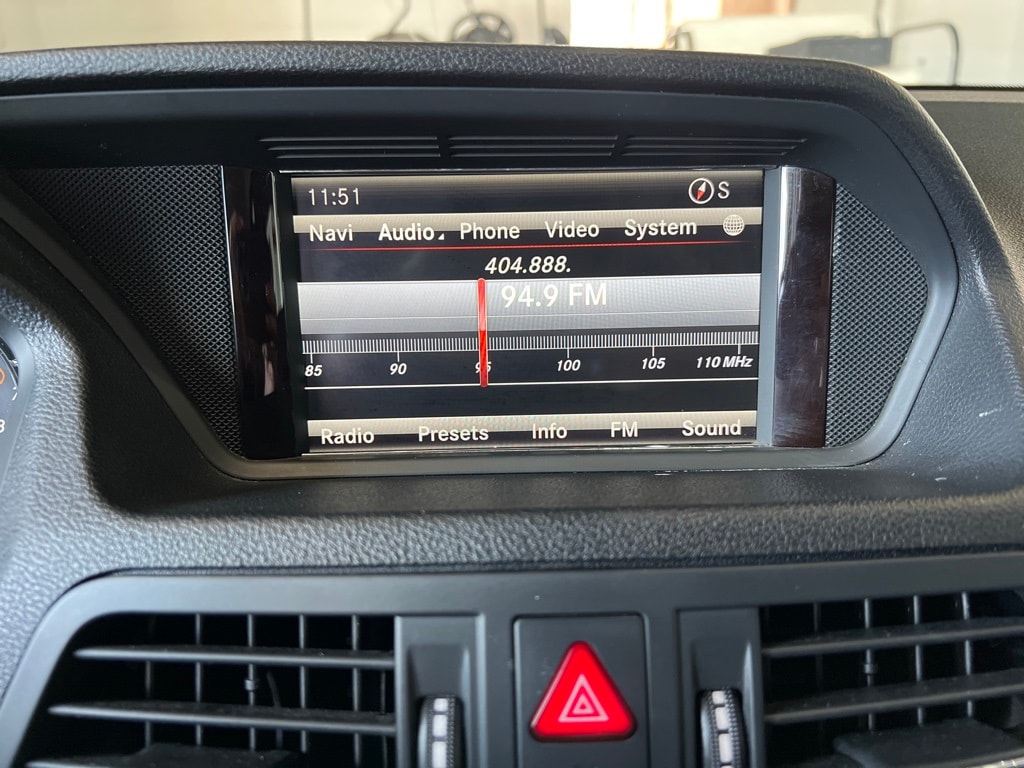 11:51 S
Navi Audio Phone Video System
404.888.
94.9 FM
85 90 95 100 105 110 MHz
Radio Presets Info FM Sound